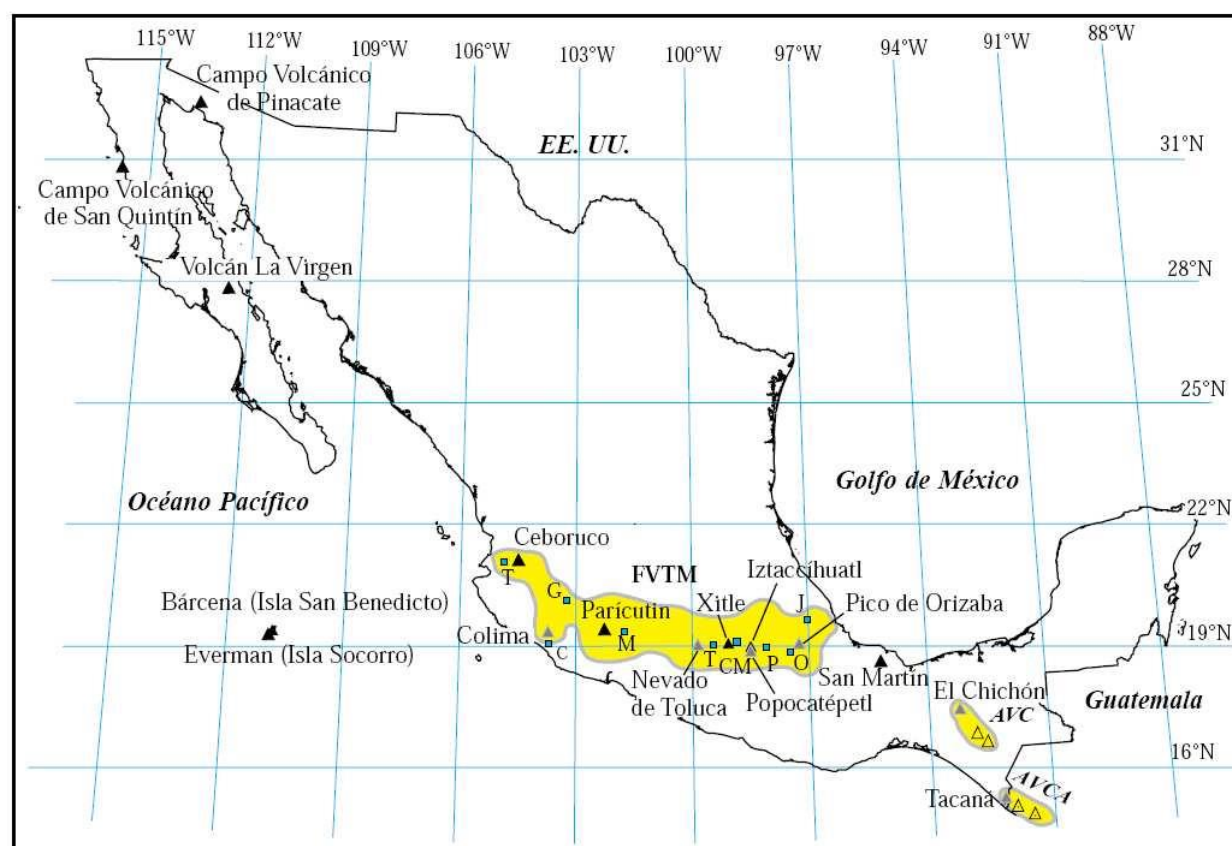 115°W
112°W
109°W
106°W
103°W
100°W
97°W
94°W
91°W
88°W
Campo Volcánico
de Pinacate
EE. UU.
31°N
Campo Volcánico
de San Quintín
Volcán La Virgen
28°N
25°N
Océano Pacífico
Golfo de México
22°N
Ceboruco
T
G
FVTM
Iztaccíhuatl
Bárcena (Isla San Benedicto)
Parícutin
Xitle
J
Pico de Orizaba
Colima
C
M
T
CM
P
O
19°N
Everman (Isla Socorro)
Nevado
de Toluca
Popocatépetl
San Martín
El Chichón
AVC
Guatemala
16°N
Tacaná
AVCA